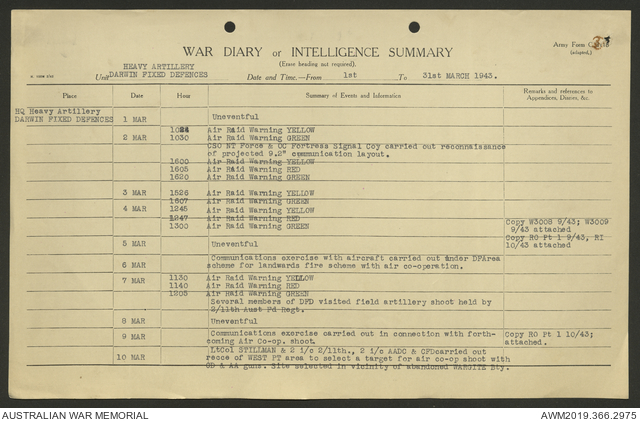 Army Form C
(adapted.)
WAR DIARY or INTELLIGENCE SUMMARY
(Erase heading not required).
HEAVY ARTILLERY
Unit DARWIN FIXED DEFENCES Date and Time.—From 1st To 31st MARCH 1943.
Place Date Hour Summary of Events and Information Remarks and references to Appendices, Diaries, &c.
HQ Heavy Artillery
DARWIN FIXED DEFENCES 1 MAR Uneventful
Air Raid Warning YELLOW
2 MAR 1030 Air Raid Warning GREEN
CSO NT Force & OC Fortress Signal Coy carried out reconnaissance
of projected 9.2" communication layout.
1600 Air Raid Warning YELLOW
1605 Air Raid Warning RED
1620 Air Raid Warning GREEN
3 MAR 1526 Air Raid Warning YELLOW
1607 Air Raid Warning GREEN
4 MAR 1245 Air Raid Warning YELLOW
1247 Air Raid Warning RED
1300 Air Raid Warning GREEN
Copy W3008 9/43; W3009
9/43 attached
5 MAR Uneventful
Copy RO Pt 1 9/43, RI
10/43 attached
Communications exercise with aircraft carried out under DFArea
6 MAR scheme for landwards fire scheme with air co-operation.
7 MAR 1130 Air Raid Warning YELLOW
1140 Air Raid Warning RED
1205 Air Raid Warning GREEN
Several members of DFD visited field artillery shoot held by
2/11th Aust Fd Regt.
8 MAR Uneventful
9 MAR Communications exercise carried out in connection with forth-
coming Air Co-op. shoot.
Copy RO Pt 1 10/43;
attached.
LtCol STILLMAN & 2 i/c 2/11th., 2 i/c AADC & CFD carried out
10 MAR recce of WEST PT area to select a target for air co-op shoot with
CD & AA guns. Site selected in vicinity of abandoned WARGITE Bty.
AUSTRALIAN WAR MEMORIAL
AWM2019.366.2975